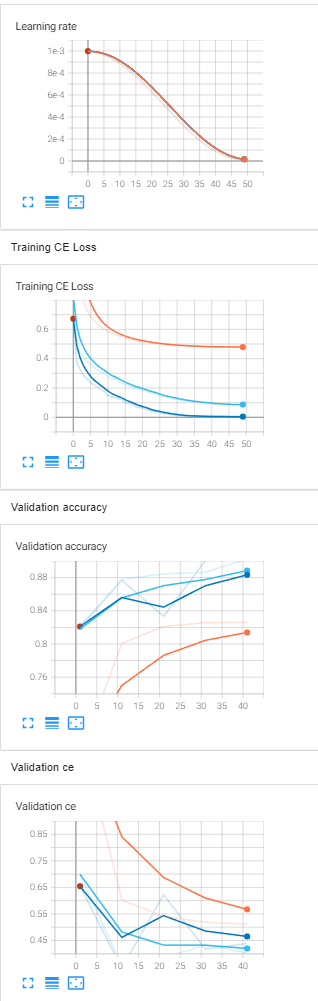 Learning rate
1e-3
8e-4
6e-4
4e-4
2e-4
0
0 5 10 15 20 25 30 35 40 45 50
Training CE Loss
Training CE Loss
0.6
0.4
0.2
0
0 5 10 15 20 25 30 35 40 45 50
Validation accuracy
Validation accuracy
0.88
0.84
0.8
0.76
0 5 10 15 20 25 30 35 40
Validation ce
Validation ce
0.85
0.75
0.65
0.55
0.45
0 5 10 15 20 25 30 35 40